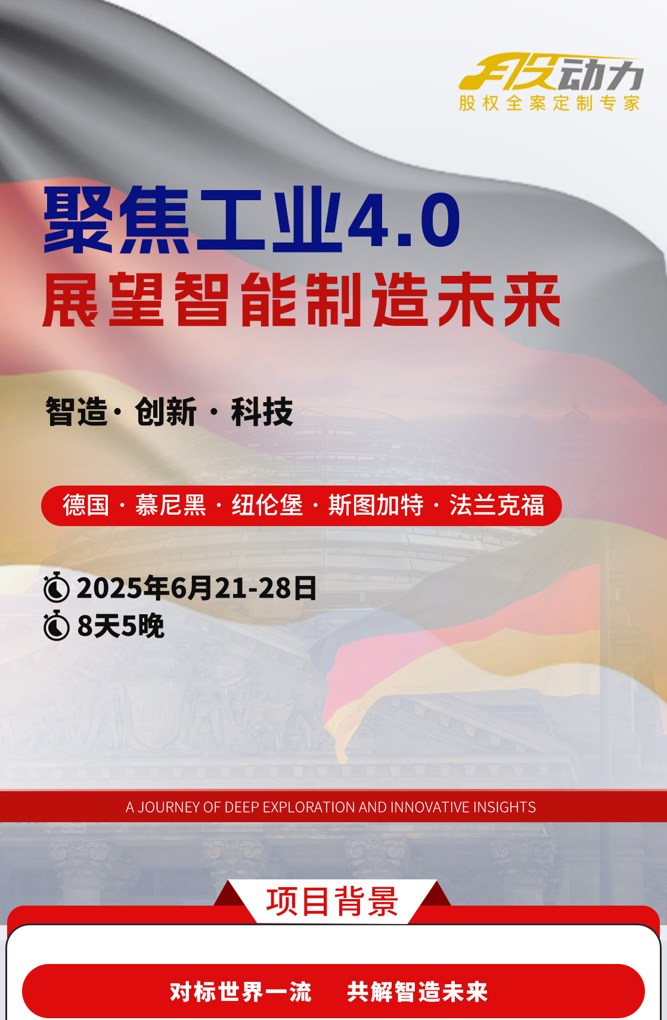 股动力
股权全案定制专家
聚焦工业4.0
展望智能制造未来
智造· 创新 · 科技
德国 · 慕尼黑 · 纽伦堡 · 斯图加特 · 法兰克福
2025年6月21-28日
8天5晚
A JOURNEY OF DEEP EXPLORATION AND INNOVATIVE INSIGHTS
项目背景
对标世界一流 共解智造未来